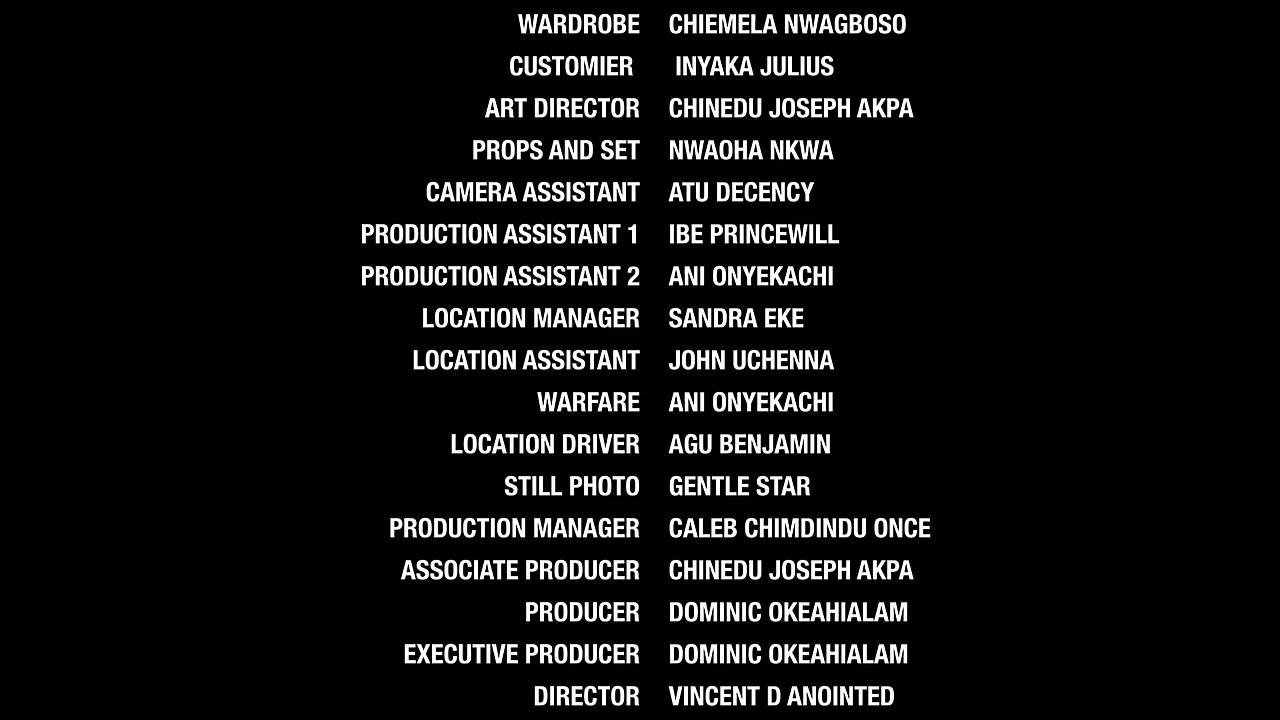 WARDROBE CHIEMELA NWAGBOSO
CUSTOMIER INYAKA JULIUS
ART DIRECTOR CHINEDU JOSEPH AKPA
PROPS AND SET NWAOHA NKWA
CAMERA ASSISTANT ATU DECENCY
PRODUCTION ASSISTANT 1 IBE PRINCEWILL
PRODUCTION ASSISTANT 2 ANI ONYEKACHI
LOCATION MANAGER SANDRA EKE
LOCATION ASSISTANT JOHN UCHENNA
WARFARE ANI ONYEKACHI
LOCATION DRIVER AGU BENJAMIN
STILL PHOTO GENTLE STAR
PRODUCTION MANAGER CALEB CHIMDINDU ONCE
ASSOCIATE PRODUCER CHINEDU JOSEPH AKPA
PRODUCER DOMINIC OKEAHIALAM
EXECUTIVE PRODUCER DOMINIC OKEAHIALAM
DIRECTOR VINCENT D ANOINTED